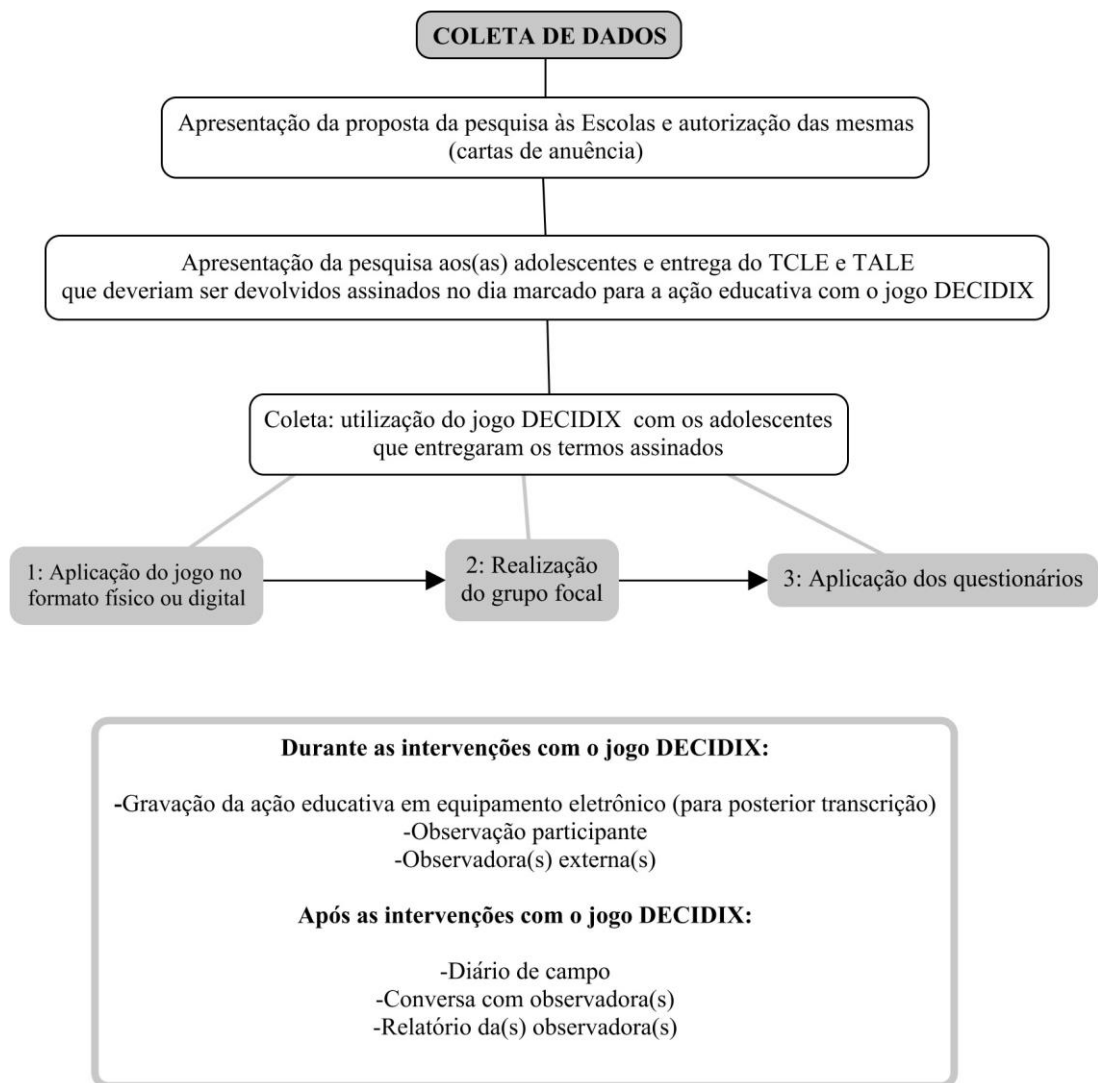 COLETA DE DADOS
Apresentação da proposta da pesquisa às Escolas e autorização das mesmas
(cartas de anuência)
Apresentação da pesquisa aos(as) adolescentes e entrega do TCLE e TALE
que deveriam ser devolvidos assinados no dia marcado para a ação educativa com o jogo DECIDIX
Coleta: utilização do jogo DECIDIX com os adolescentes
que entregaram os termos assinados
1: Aplicação do jogo no
formato físico ou digital
2: Realização
do grupo focal
3: Aplicação dos questionários
Durante as intervenções com o jogo DECIDIX:
-Gravação da ação educativa em equipamento eletrônico (para posterior transcrição)
-Observação participante
-Observadora(s) externa(s)
Após as intervenções com o jogo DECIDIX:
-Diário de campo
-Conversa com observadora(s)
-Relatório da(s) observadora(s)